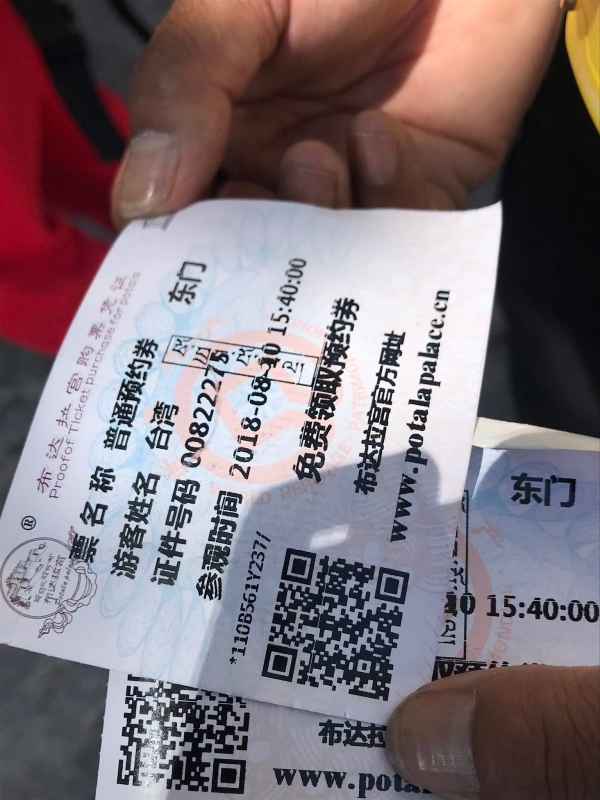 布达拉宫购票凭证
Proof of Ticket purchase for potala
®
票名称 普通预约券 东门
游客姓名 台湾
证件号码 00822275
参观时间 2018-08-10 15:40:00
免费领取预约券
布达拉宫官方网址
www.potalapalace.cn
*110B561Y237/
东门
10 15:40:00
布达拉
www.pota